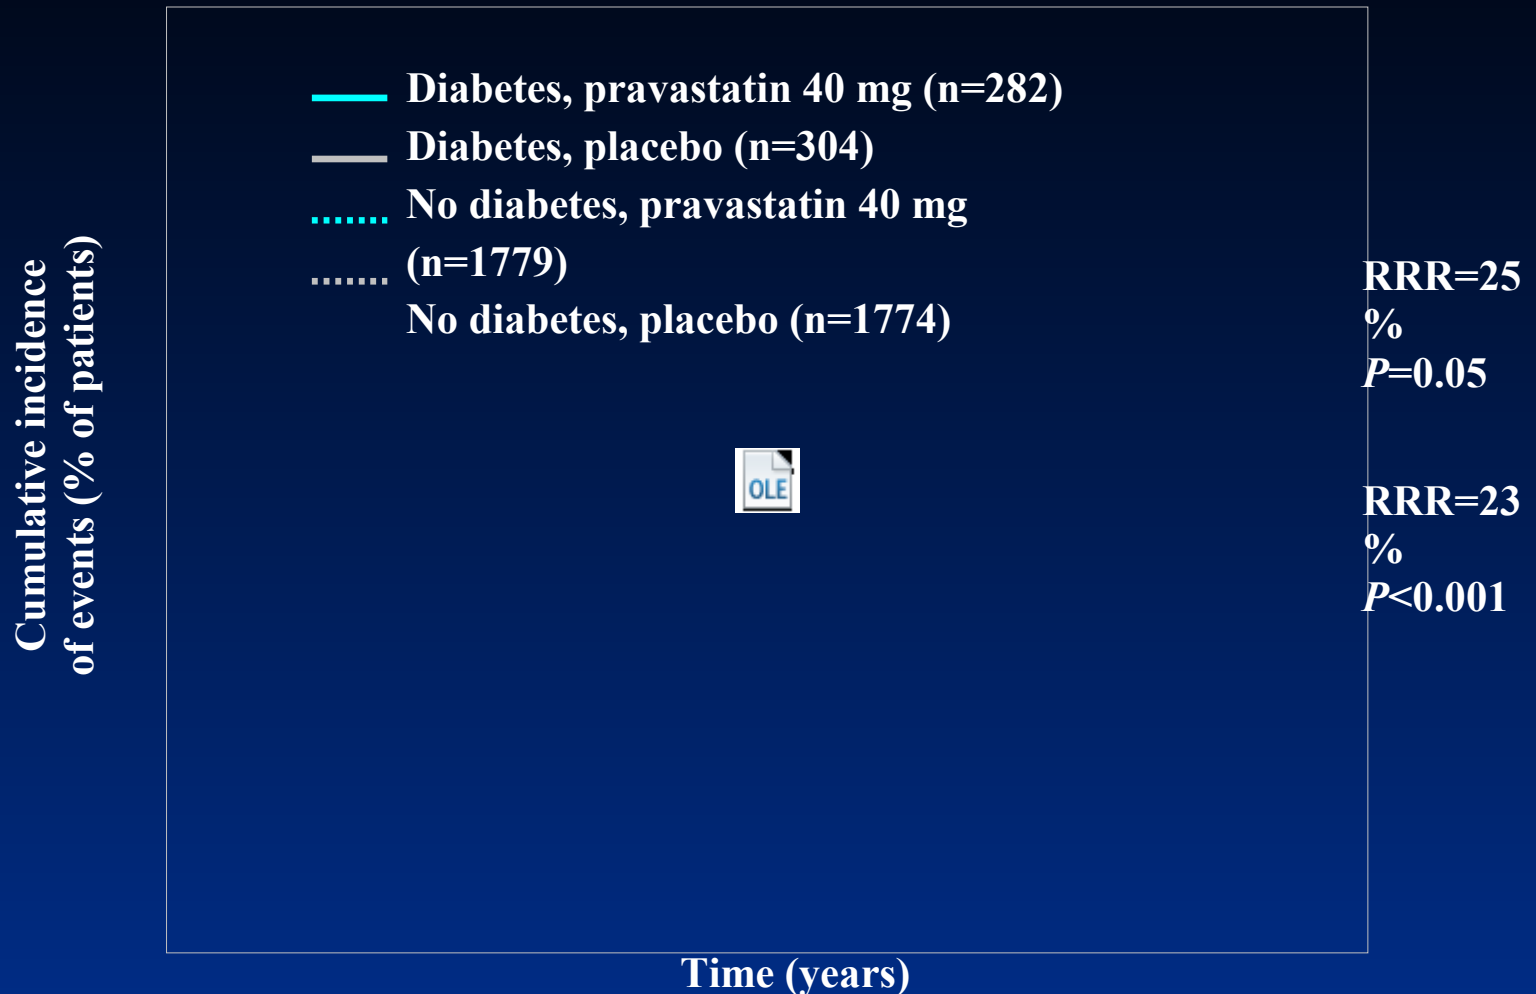 Diabetes, pravastatin 40 mg (n=282)
Diabetes, placebo (n=304)
No diabetes, pravastatin 40 mg
(n=1779)
No diabetes, placebo (n=1774)
Cumulative incidence
of events (% of patients)
RRR=25
%
P=0.05
OLE
RRR=23
%
P<0.001
Time (years)